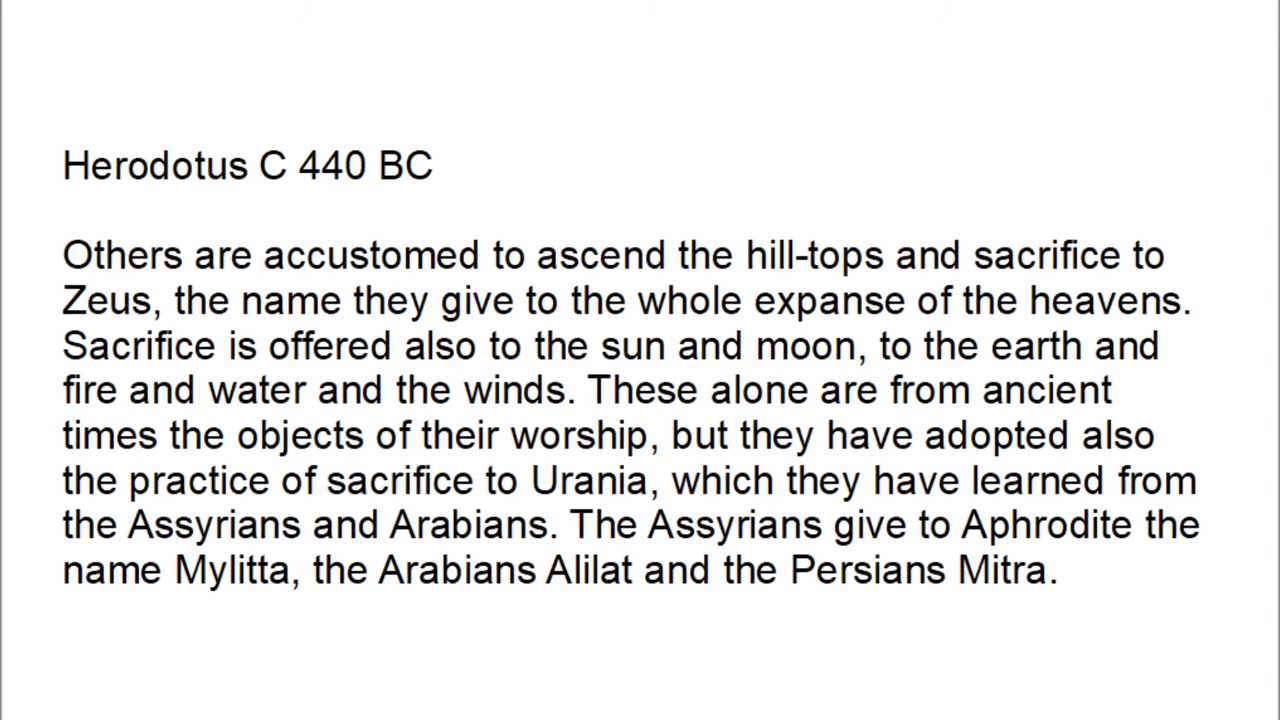 Herodotus C 440 BC
Others are accustomed to ascend the hill-tops and sacrifice to
Zeus, the name they give to the whole expanse of the heavens.
Sacrifice is offered also to the sun and moon, to the earth and
fire and water and the winds. These alone are from ancient
times the objects of their worship, but they have adopted also
the practice of sacrifice to Urania, which they have learned from
the Assyrians and Arabians. The Assyrians give to Aphrodite the
name Mylitta, the Arabians Alilat and the Persians Mitra.